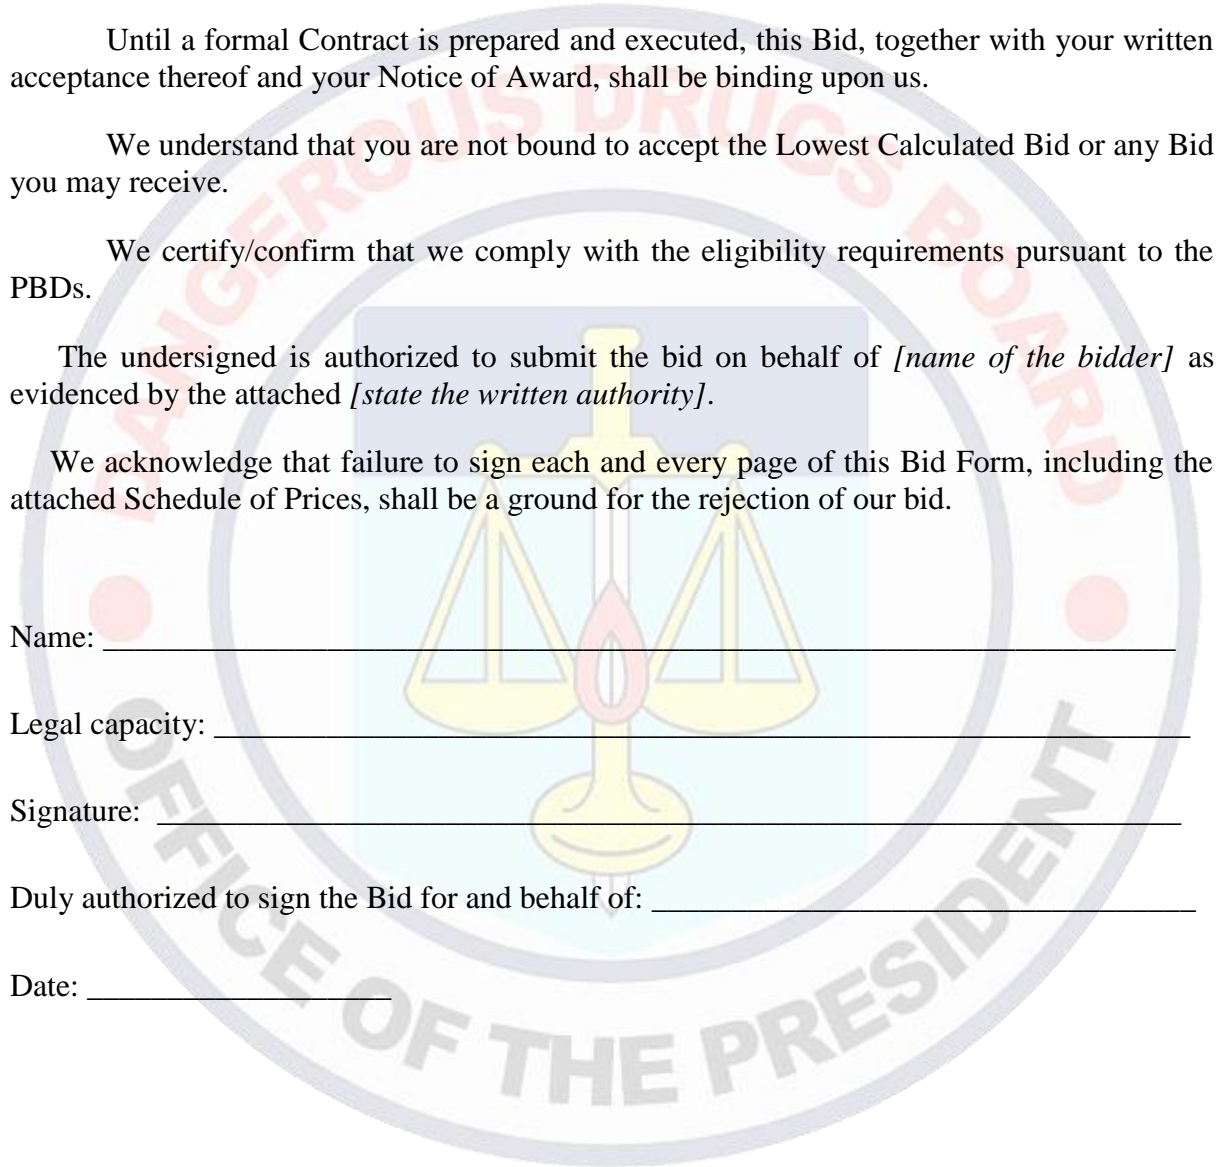 Until a formal Contract is prepared and executed, this Bid, together with your written
acceptance thereof and your Notice of Award, shall be binding upon us.
We understand that you are not bound to accept the Lowest Calculated Bid or any Bid
you may receive.
We certify/confirm that we comply with the eligibility requirements pursuant to the
PBDs.
The undersigned is authorized to submit the bid on behalf of [name of the bidder] as
evidenced by the attached [state the written authority].
We acknowledge that failure to sign each and every page of this Bid Form, including the
attached Schedule of Prices, shall be a ground for the rejection of our bid.
Name: ___________________________________________________________________
Legal capacity: _____________________________________________________________
Signature: ________________________________________________________________
Duly authorized to sign the Bid for and behalf of: __________________________________
Date: ___________________
DANGEROUS DRUGS BOARD
OFFICE OF THE PRESIDENT